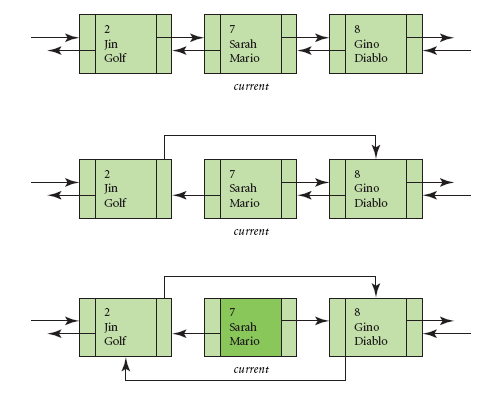 2
Jin
Golf
7
Sarah
Mario
8
Gino
Diablo
current
2
Jin
Golf
7
Sarah
Mario
8
Gino
Diablo
current
2
Jin
Golf
7
Sarah
Mario
8
Gino
Diablo
current